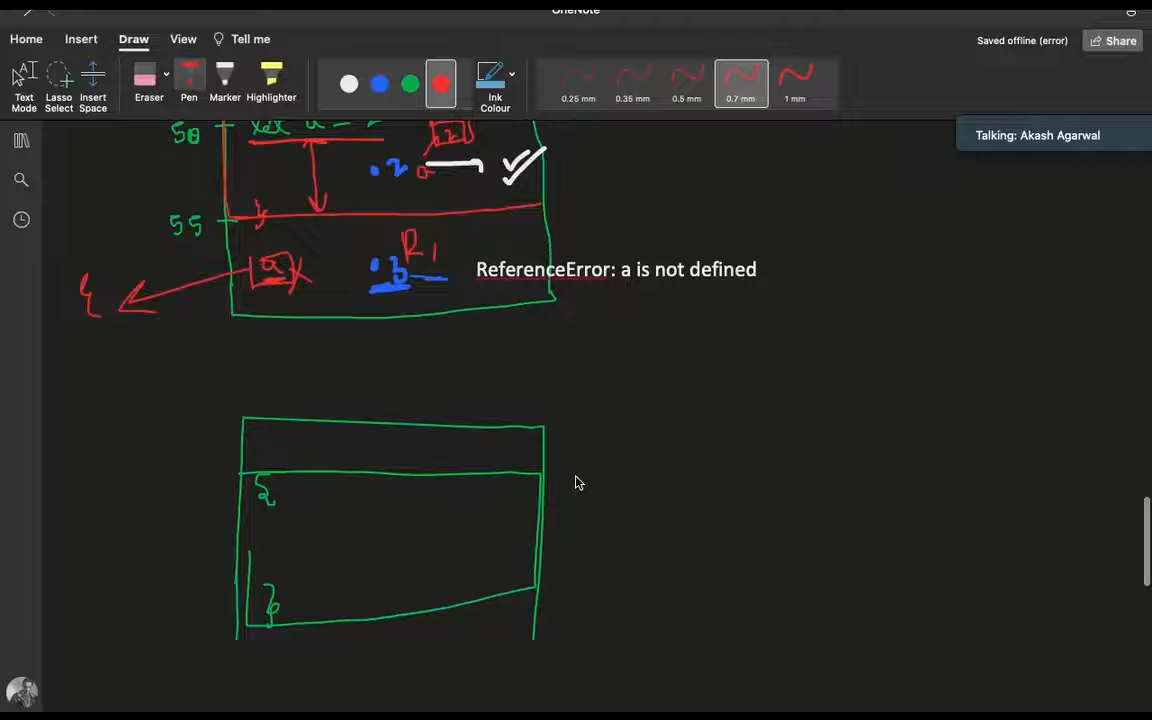 OneNote
Home Insert Draw View Tell me
Saved offline (error) Share
Text Mode
Lasso Select
Insert Space
Eraser
Pen
Marker
Highlighter
Ink Colour
0.25 mm
0.35 mm
0.5 mm
0.7 mm
1 mm
Talking: Akash Agarwal
50
2
a
55
}
R1
a
b
ReferenceError: a is not defined
{
{
}